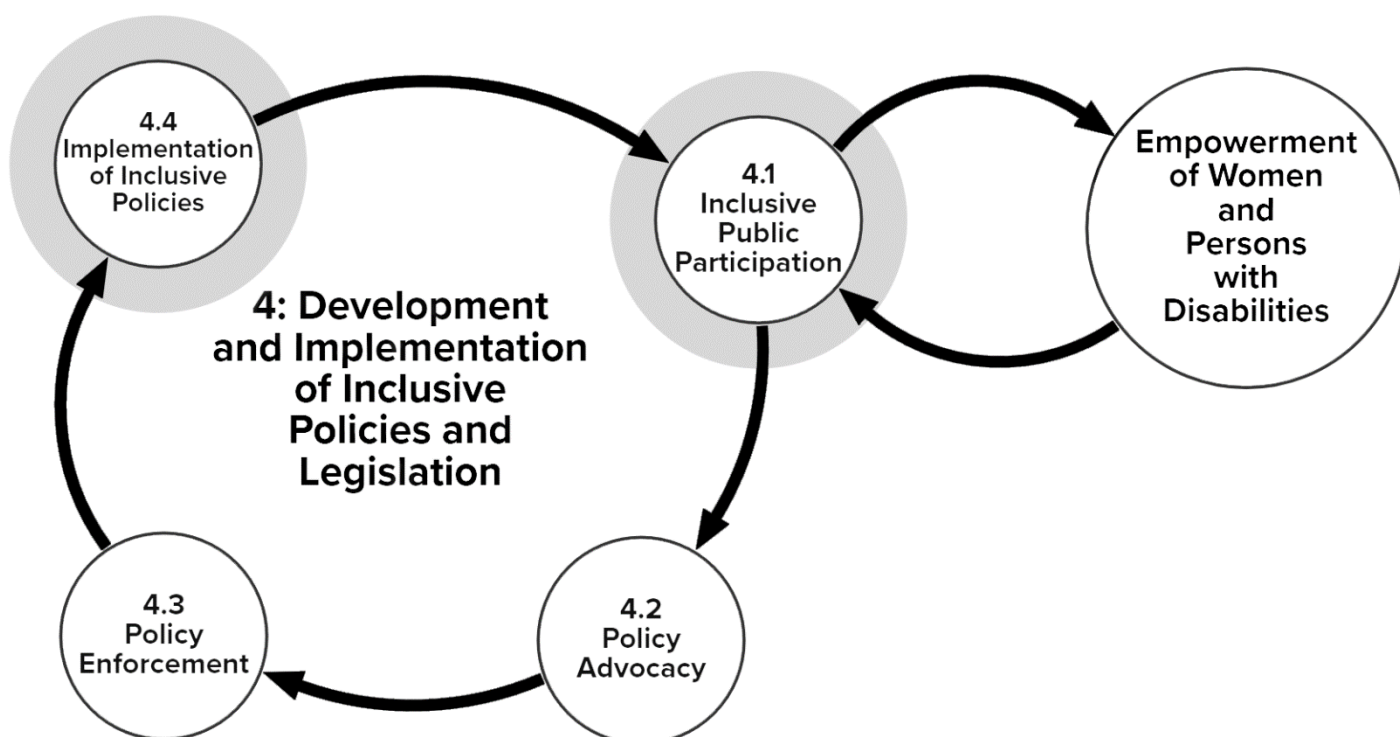 4.4
Implementation
of Inclusive
Policies
4.1
Inclusive
Public
Participation
Empowerment
of Women
and
Persons
with
Disabilities
4: Development
and Implementation
of Inclusive
Policies and
Legislation
4.3
Policy
Enforcement
4.2
Policy
Advocacy